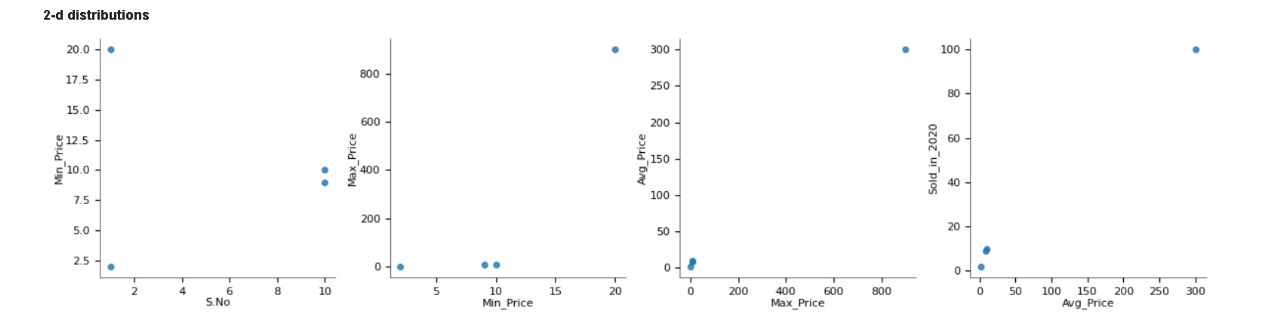 2-d distributions
Min_Price
20.0
17.5
15.0
12.5
10.0
7.5
5.0
2.5
2 4 6 8 10
S.No
Max_Price
800
600
400
200
0
5 10 15 20
Min_Price
Avg_Price
300
250
200
150
100
50
0
0 200 400 600 800
Max_Price
Sold_in_2020
100
80
60
40
20
0
0 50 100 150 200 250 300
Avg_Price